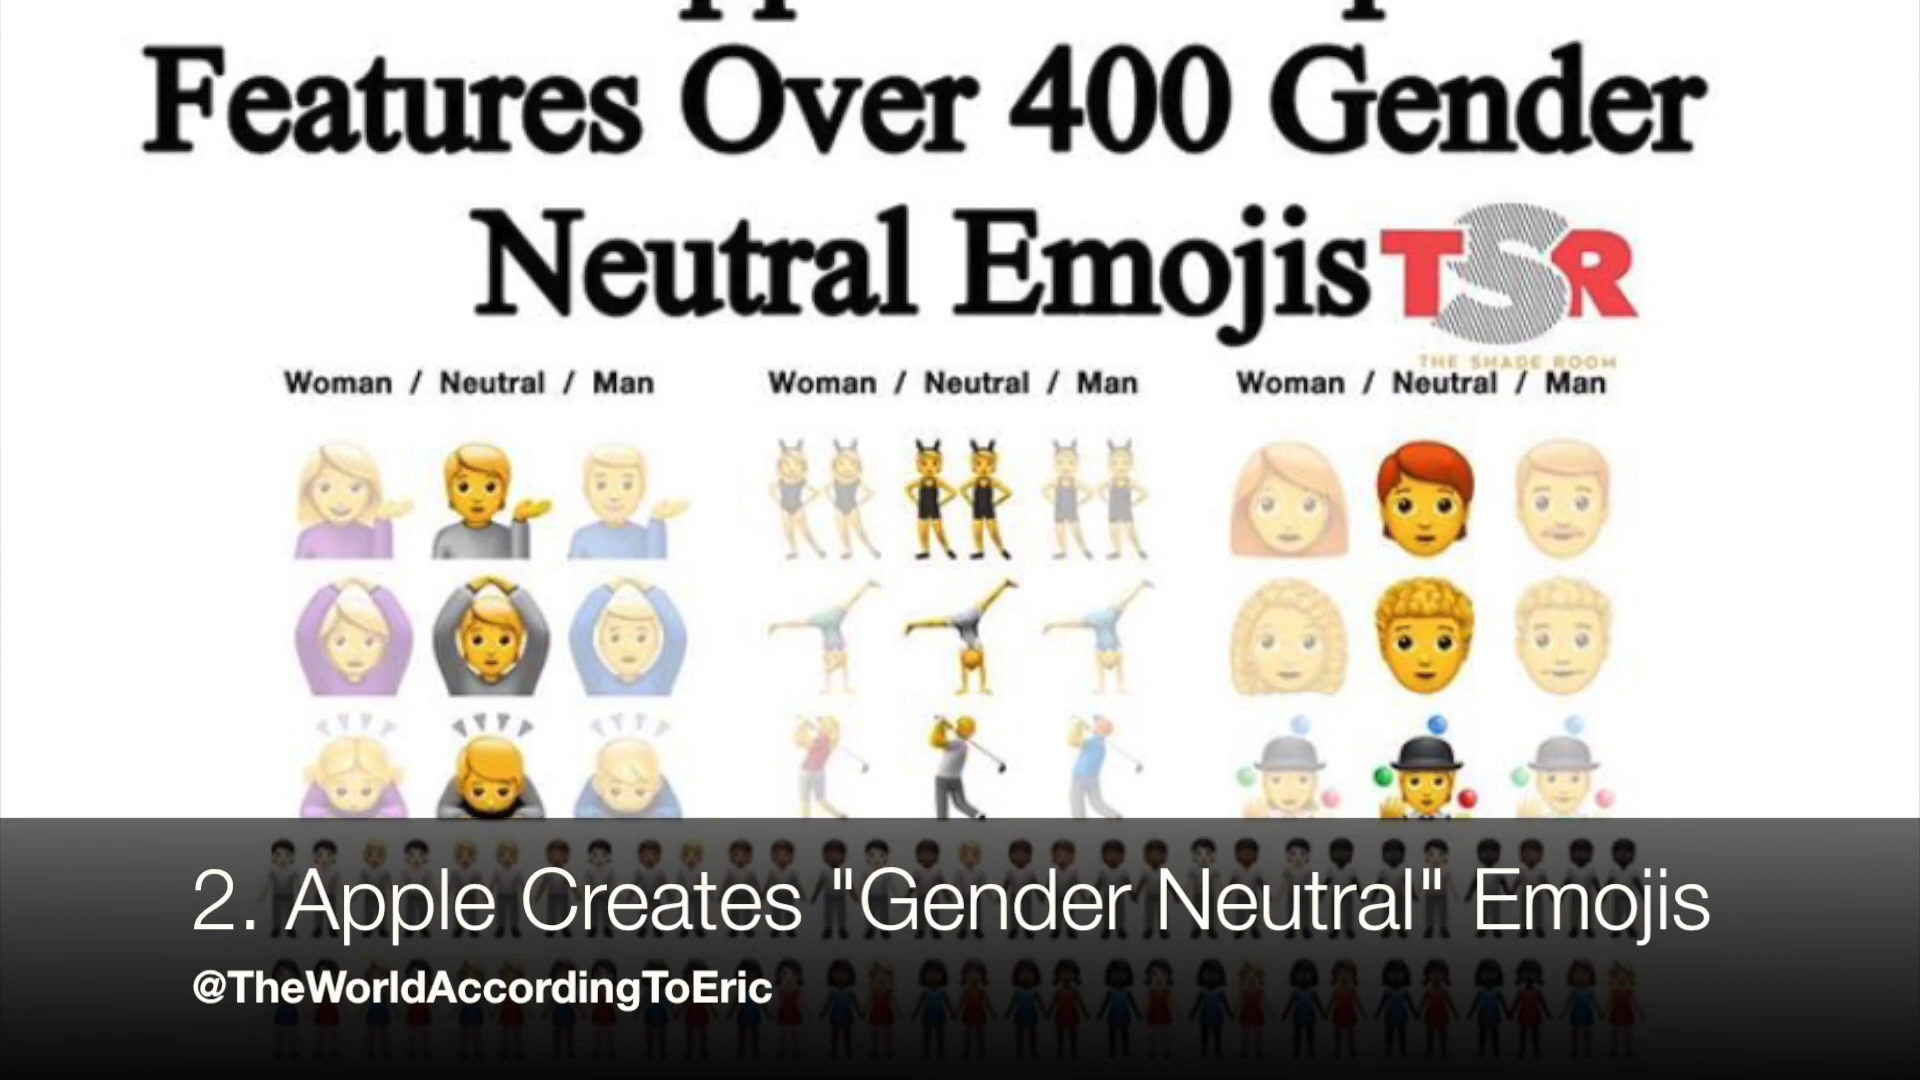 Features Over 400 Gender
Neutral Emojis TSR
THE SHADE ROOM
Woman / Neutral / Man Woman / Neutral / Man Woman / Neutral / Man
2. Apple Creates "Gender Neutral" Emojis
@TheWorldAccordingToEric